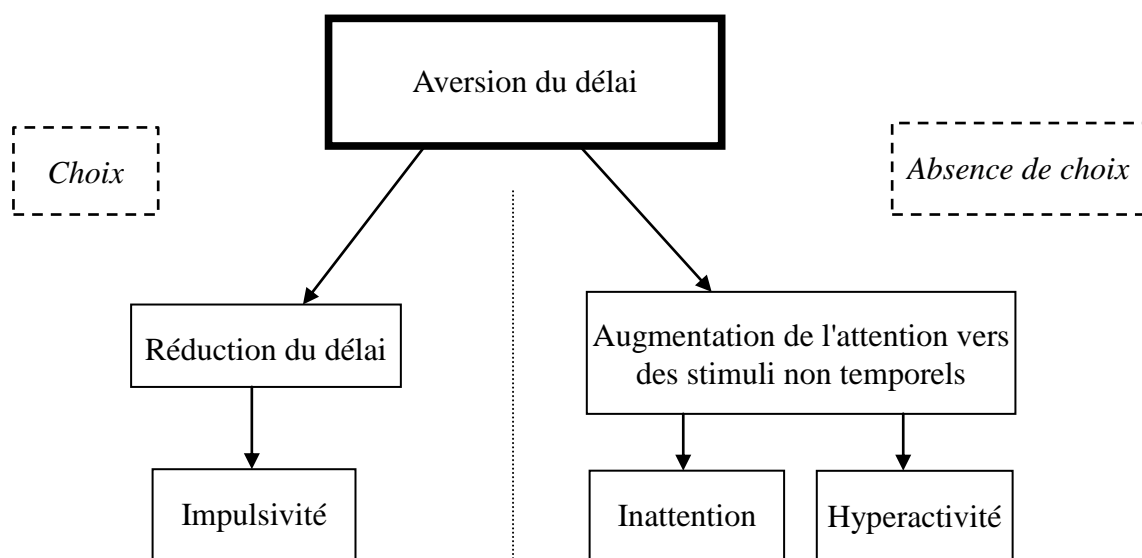 Aversion du délai
Choix
Absence de choix
Réduction du délai
Augmentation de l'attention vers
des stimuli non temporels
Impulsivité
Inattention
Hyperactivité